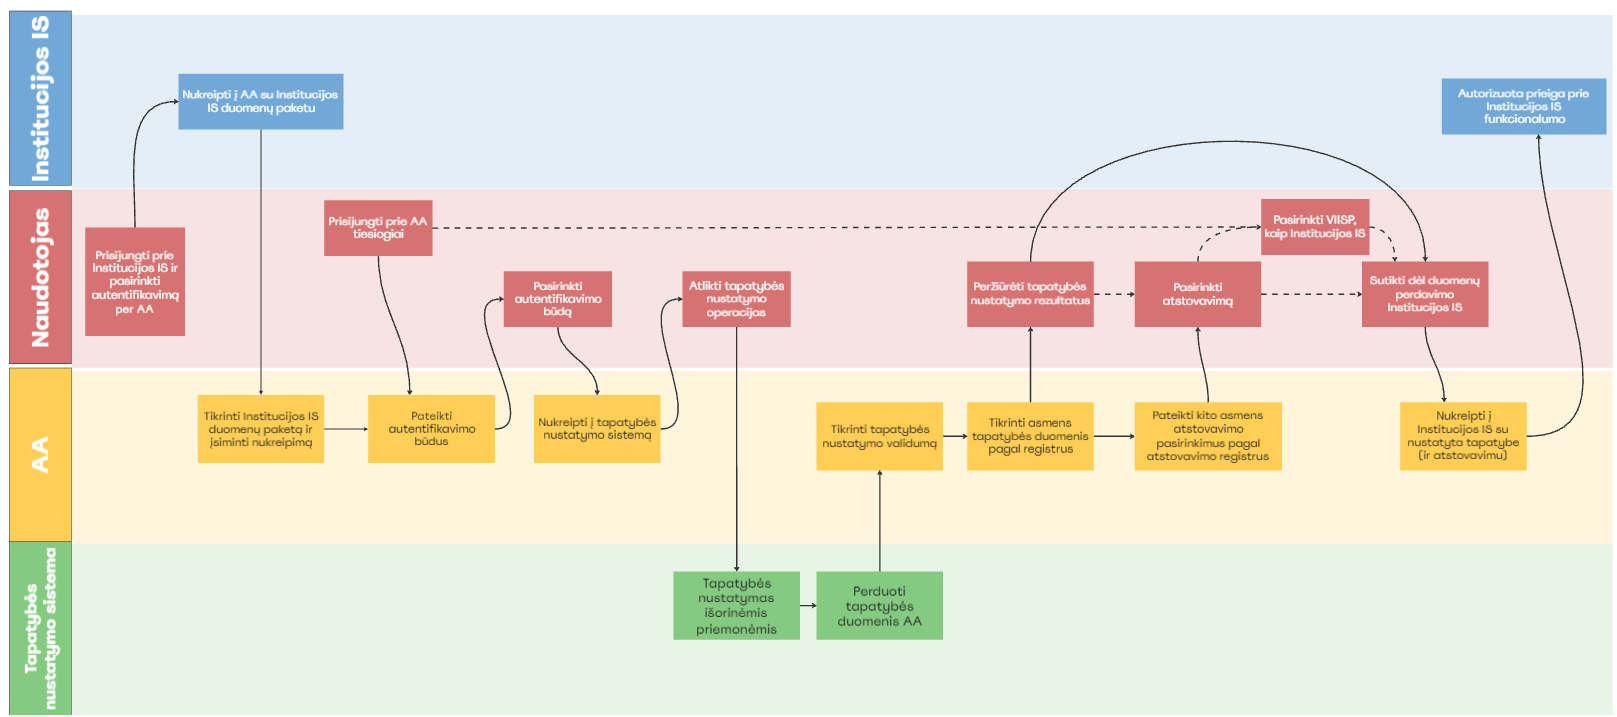 Institucijos IS
Nukreipti į AA su Institucijos
IS duomenų paketu
Autorizuota prieiga prie
Institucijos IS
funkcionalumo
Naudotojas
Prisijungti prie
Institucijos IS ir
pasirinkti
autentifikavimą
per AA
Prisijungti prie AA
tiesiogiai
Pasirinkti
autentifikavimo
būdą
Atlikti tapatybės
nustatymo
operacijas
Peržiūrėti tapatybės
nustatymo rezultatus
Pasirinkti
atstovavimą
Pasirinkti VIISP,
kaip Institucijos IS
Sutikti dėl duomenų
perdavimo
Institucijos IS
AA
Tikrinti Institucijos IS
duomenų paketą ir
įsiminti nukreipimą
Pateikti
autentifikavimo
būdus
Nukreipti į tapatybės
nustatymo sistemą
Tikrinti tapatybės
nustatymo validumą
Tikrinti asmens
tapatybės duomenis
pagal registrus
Pateikti kito asmens
atstovavimo
pasirinkimus pagal
atstovavimo registrus
Nukreipti į
Institucijos IS su
nustatyta tapatybe
(ir atstovavimu)
Tapatybės
nustatymo sistema
Tapatybės
nustatymas
išorinėmis
priemonėmis
Perduoti
tapatybės
duomenis AA